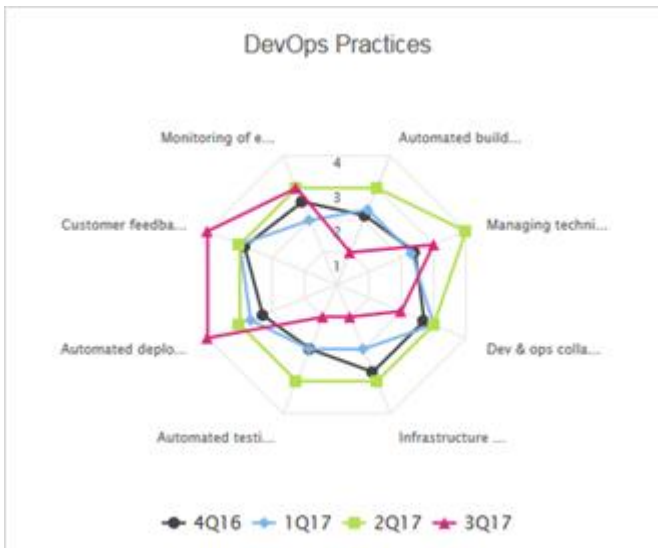 DevOps Practices
Monitoring of e...
Automated build...
4
3
2
1
Customer feedba...
Managing techni...
Automated deplo...
Dev & ops colla...
Automated testi...
Infrastructure ...
4Q16 1Q17 2Q17 3Q17